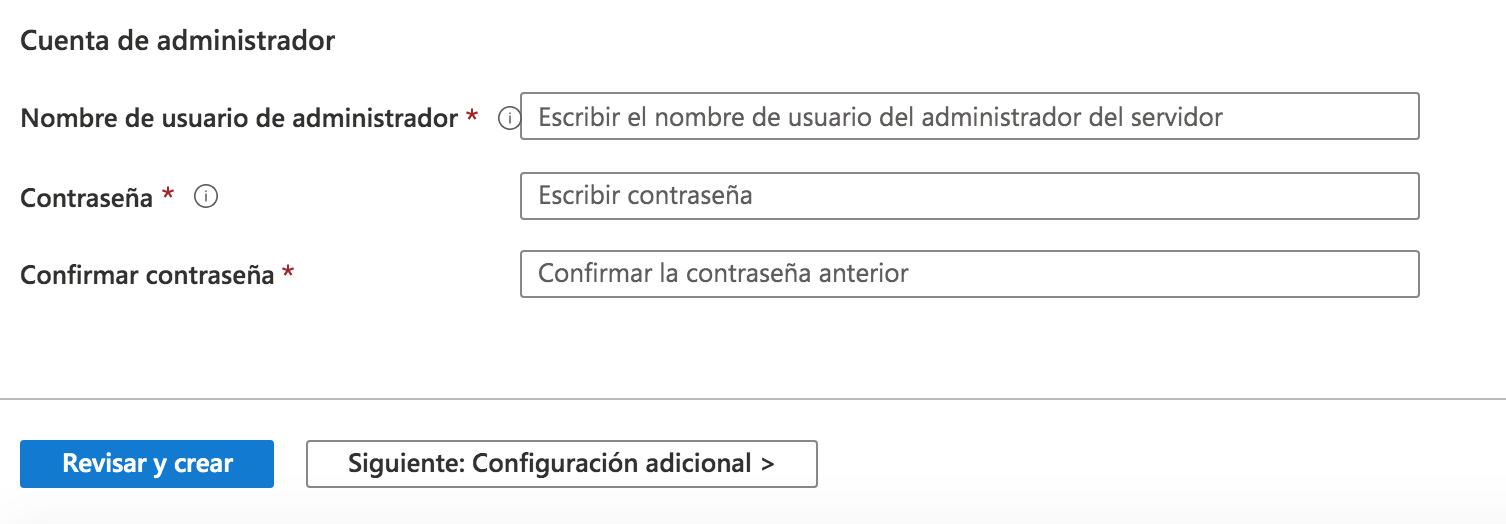 Cuenta de administrador
Nombre de usuario de administrador * Escribir el nombre de usuario del administrador del servidor
Contraseña * Escribir contraseña
Confirmar contraseña * Confirmar la contraseña anterior
Revisar y crear Siguiente: Configuración adicional >